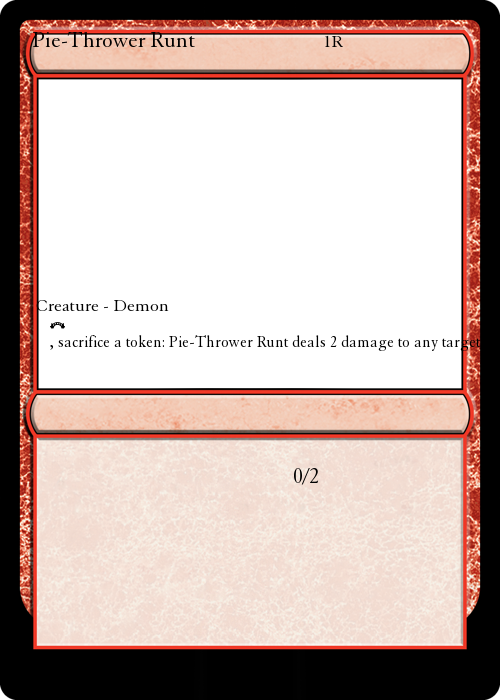 Pie-Thrower Runt 1R
Creature - Demon
, sacrifice a token: Pie-Thrower Runt deals 2 damage to any target
0/2